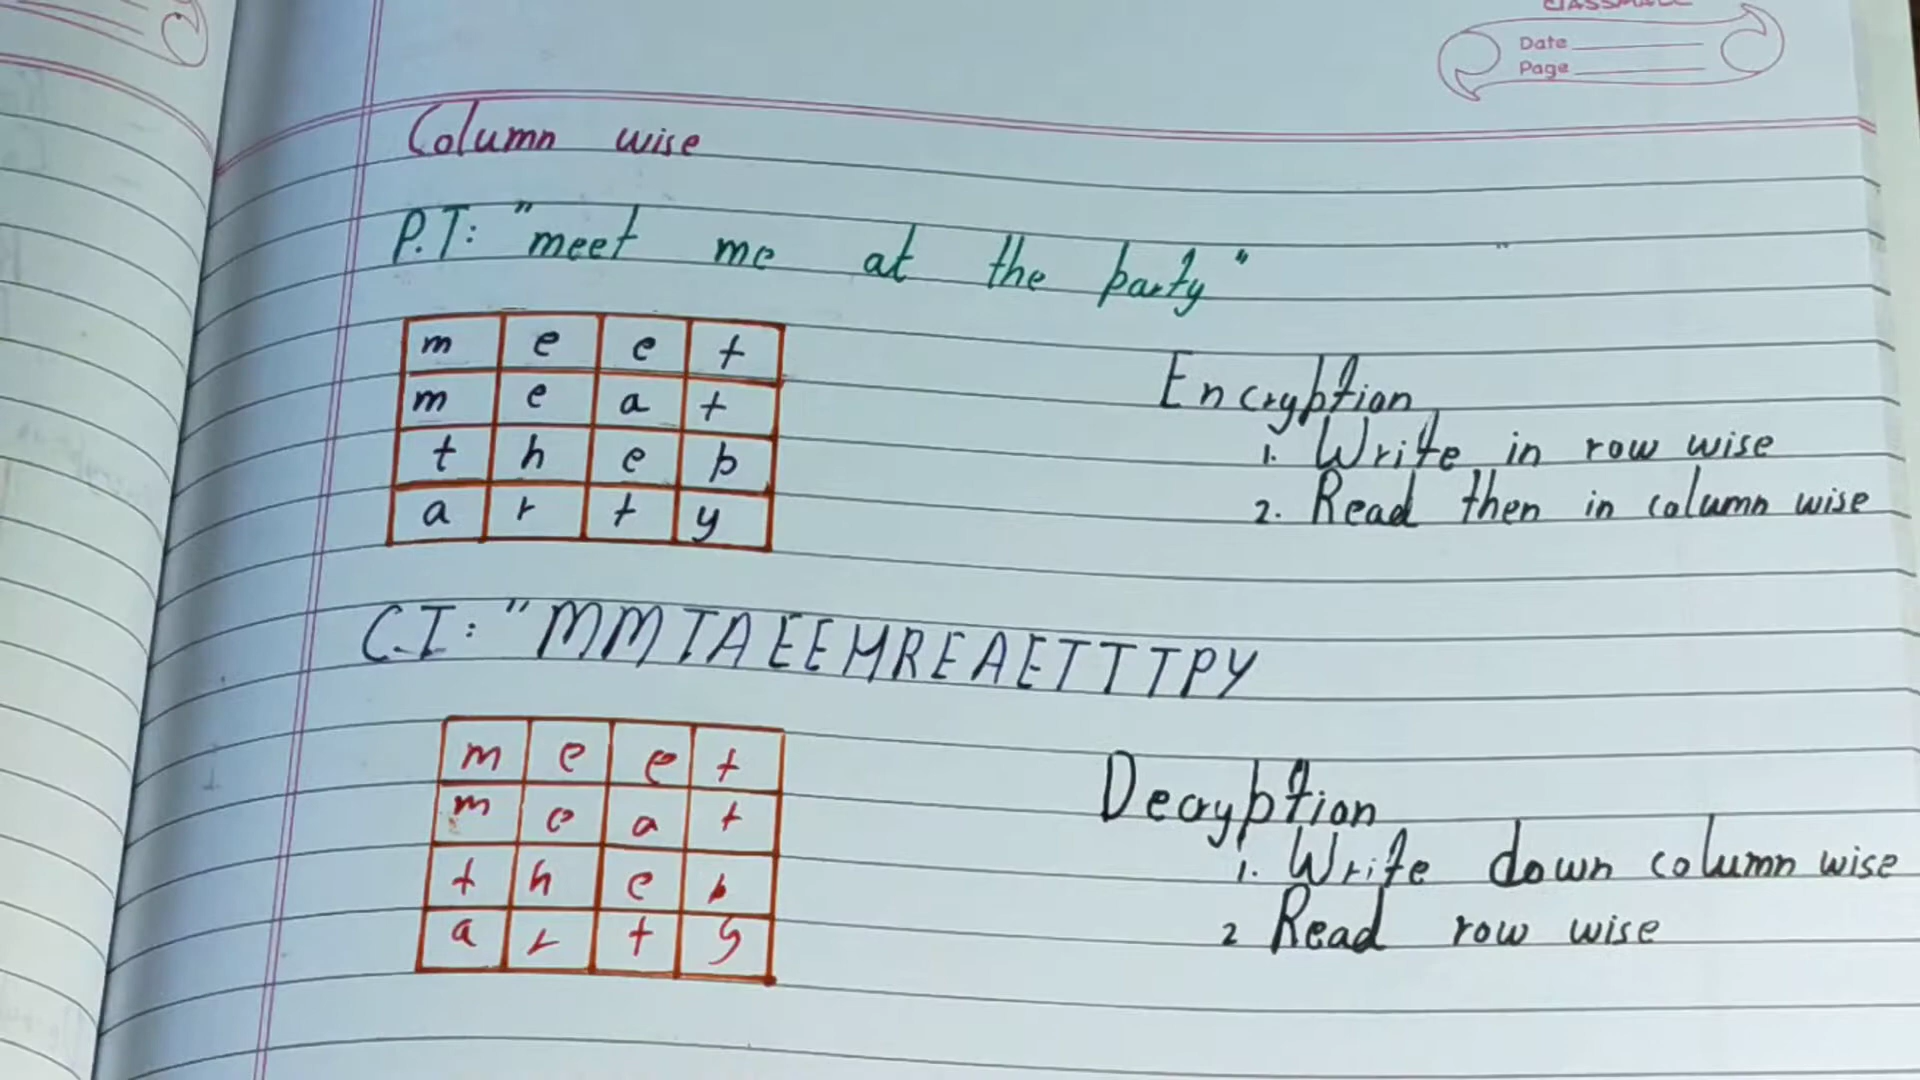 Date
Page
Column wise
P.T: "meet me at the party"
m e e t
m e a t
t h e p
a r t y
Encryption
1. Write in row wise
2. Read then in column wise
C.T: "MMTAEEHREAETTTPY
m e e t
m e a t
t h e p
a r t y
Decryption
1. Write down column wise
2 Read row wise